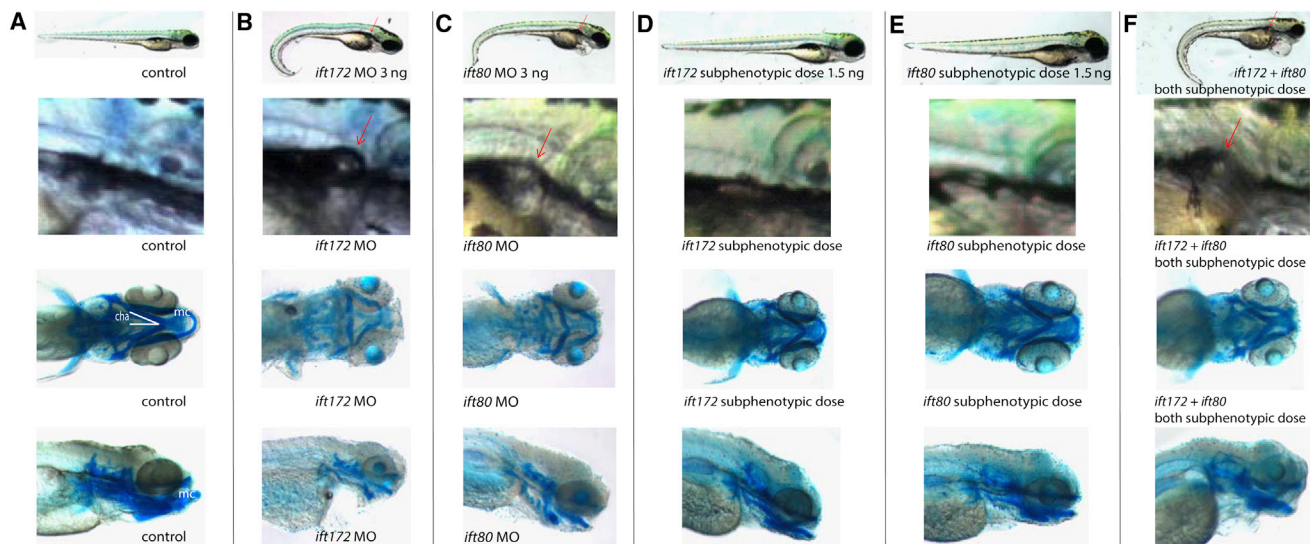 A
control
control
cha
mc
control
mc
control
B
ift172 MO 3 ng
ift172 MO
ift172 MO
ift172 MO
C
ift80 MO 3 ng
ift80 MO
ift80 MO
ift80 MO
D
ift172 subphenotypic dose 1.5 ng
ift172 subphenotypic dose
ift172 subphenotypic dose
E
ift80 subphenotypic dose 1.5 ng
ift80 subphenotypic dose
ift80 subphenotypic dose
F
ift172 + ift80
both subphenotypic dose
ift172 + ift80
both subphenotypic dose
ift172 + ift80
both subphenotypic dose